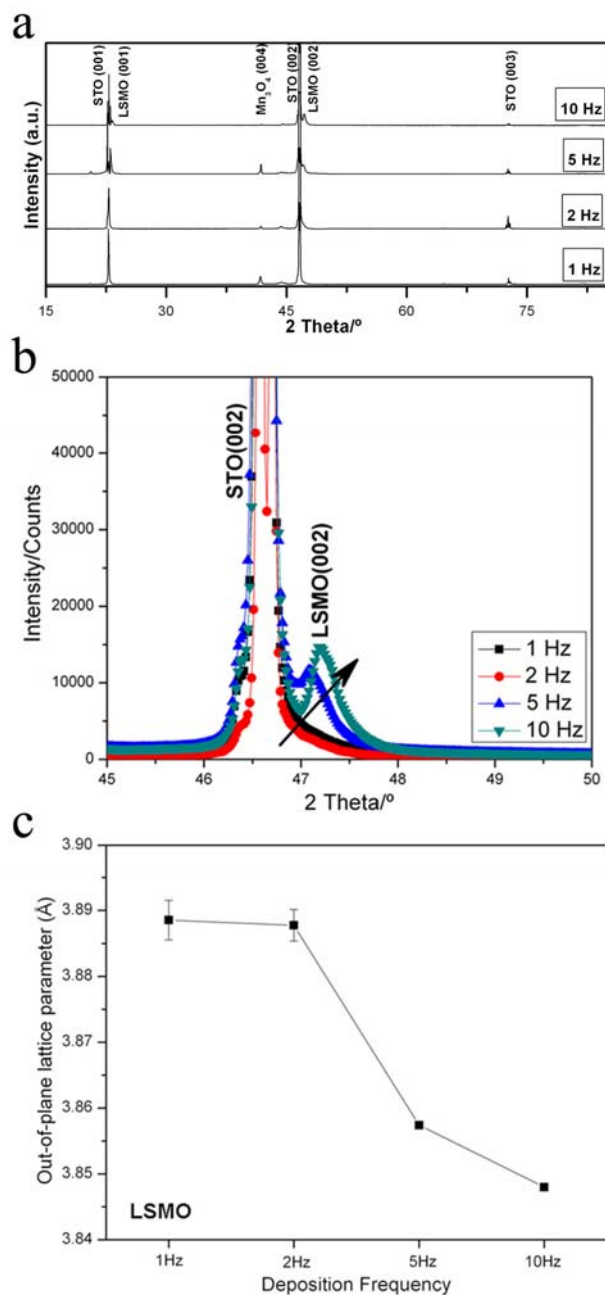 a
STO (001)
LSMO (001)
Mn₃O₄ (004)
STO (002)
LSMO (002)
STO (003)
10 Hz
5 Hz
2 Hz
1 Hz
Intensity (a.u.)
15 30 45 60 75
2 Theta/º
b
50000
40000
30000
20000
10000
0
Intensity/Counts
STO(002)
LSMO(002)
1 Hz
2 Hz
5 Hz
10 Hz
45 46 47 48 49 50
2 Theta/º
c
3.90
3.89
3.88
3.87
3.86
3.85
3.84
Out-of-plane lattice parameter (Å)
LSMO
1Hz 2Hz 5Hz 10Hz
Deposition Frequency